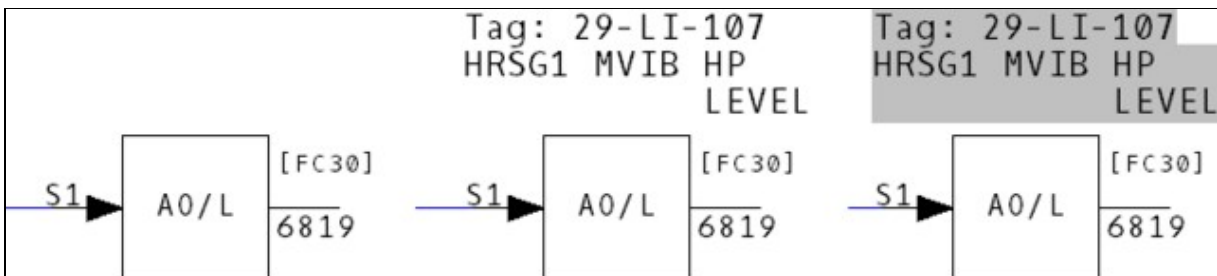 Tag: 29-LI-107 Tag: 29-LI-107
HRSG1 MVIB HP HRSG1 MVIB HP
LEVEL LEVEL
[FC30] [FC30] [FC30]
S1 AO/L S1 AO/L S1 AO/L
6819 6819 6819